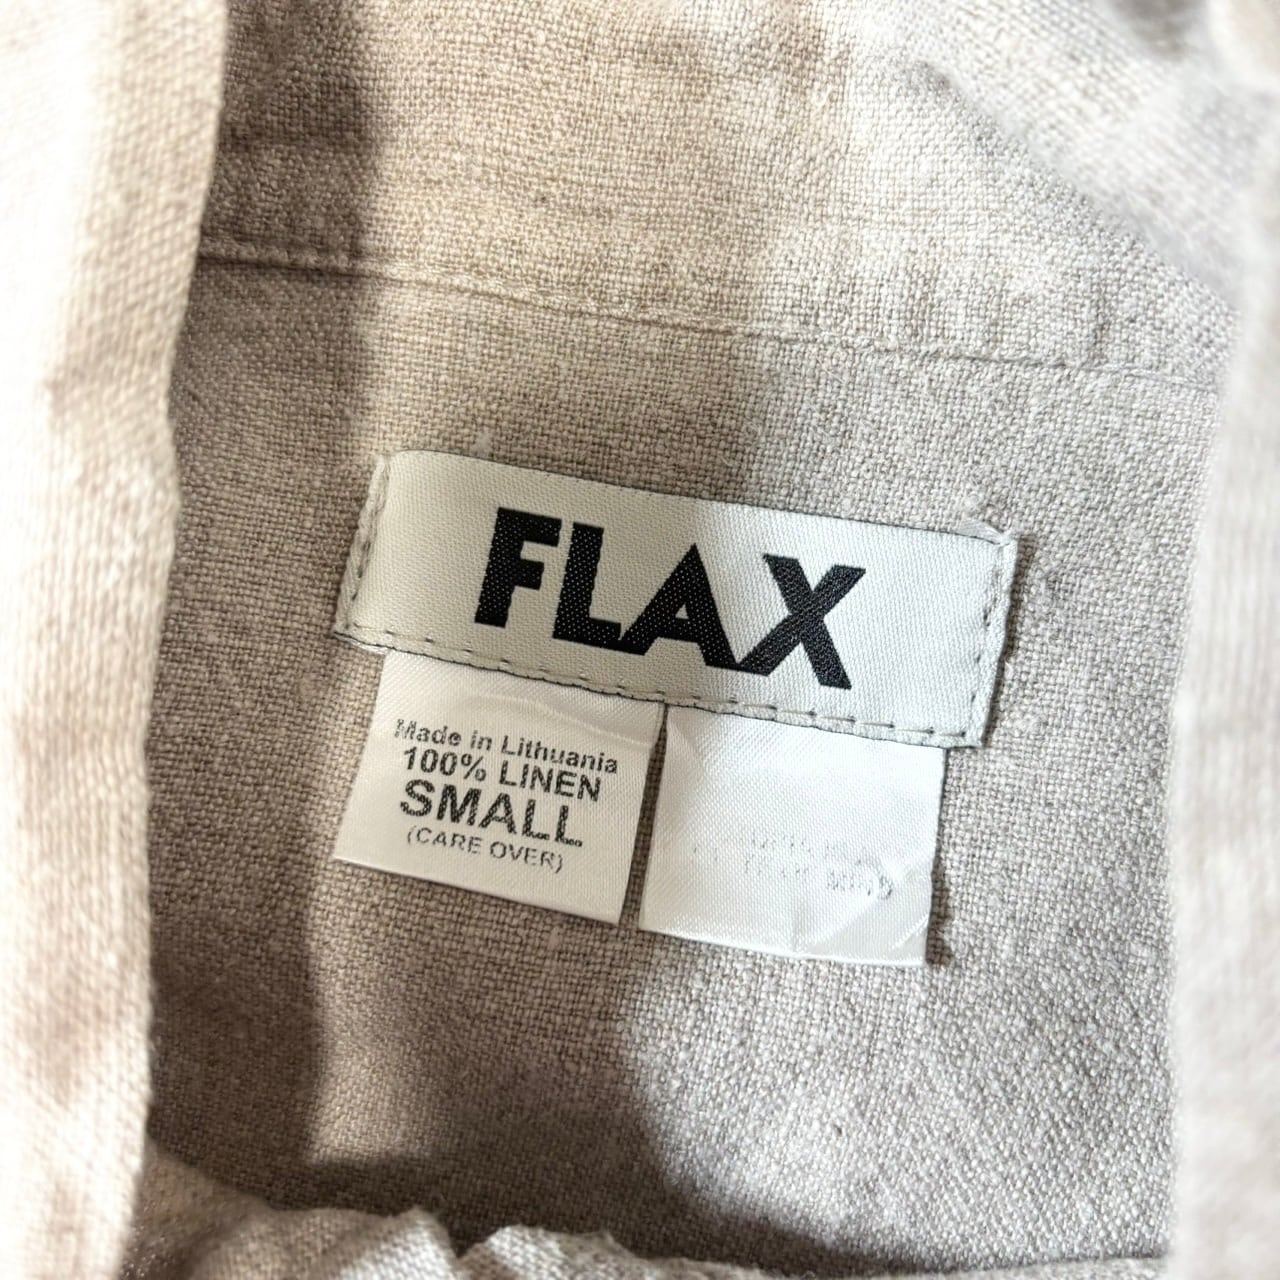 FLAX
Made in Lithuania
100% LINEN
SMALL
(CARE OVER)